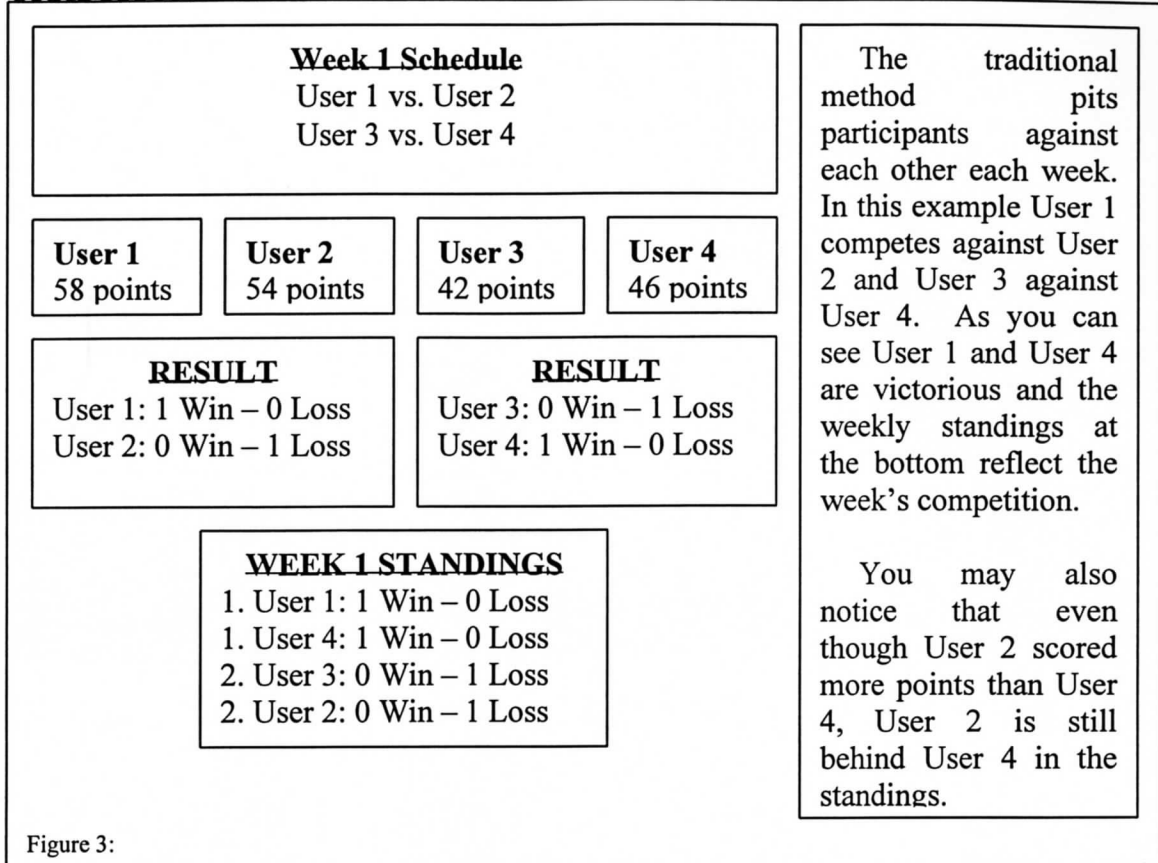 Week 1 Schedule
User 1 vs. User 2
User 3 vs. User 4
User 1
58 points
User 2
54 points
User 3
42 points
User 4
46 points
RESULT
User 1: 1 Win – 0 Loss
User 2: 0 Win – 1 Loss
RESULT
User 3: 0 Win – 1 Loss
User 4: 1 Win – 0 Loss
WEEK 1 STANDINGS
1. User 1: 1 Win – 0 Loss
1. User 4: 1 Win – 0 Loss
2. User 3: 0 Win – 1 Loss
2. User 2: 0 Win – 1 Loss
The traditional
method pits
participants against
each other each week.
In this example User 1
competes against User
2 and User 3 against
User 4. As you can
see User 1 and User 4
are victorious and the
weekly standings at
the bottom reflect the
week's competition.
You may also
notice that even
though User 2 scored
more points than User
4, User 2 is still
behind User 4 in the
standings.
Figure 3: